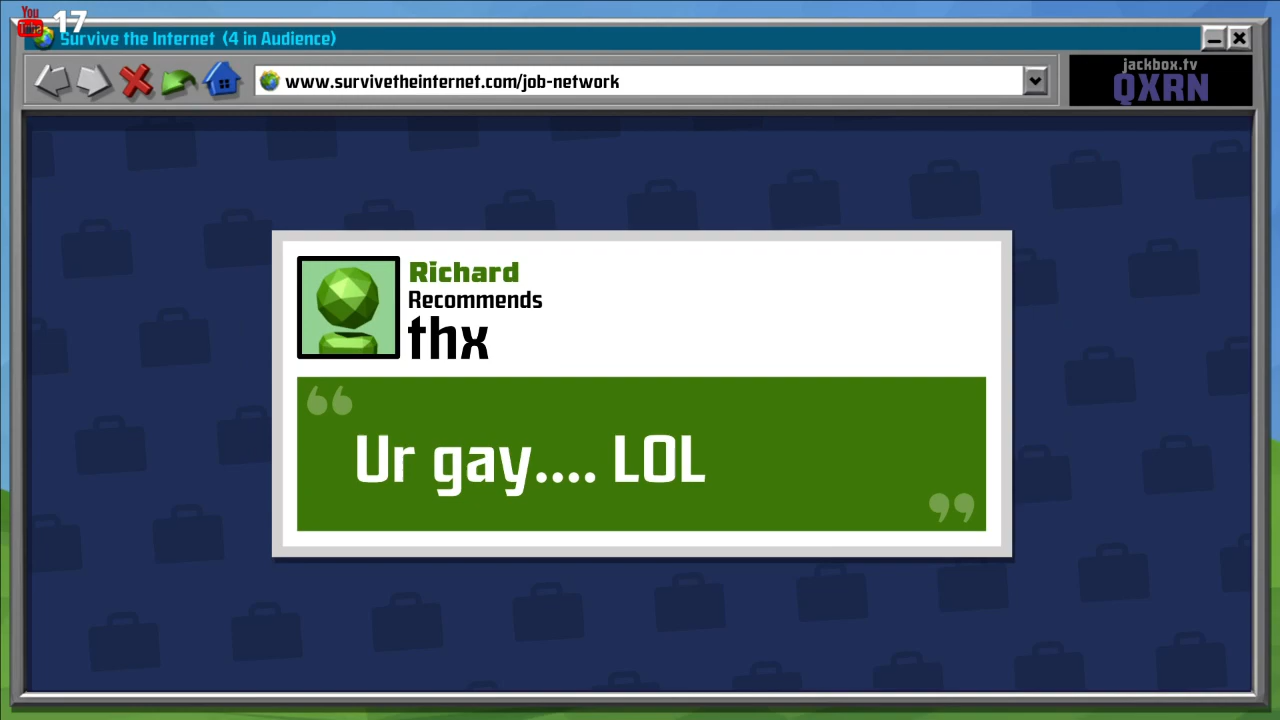 You
Tube 17
Survive the Internet (4 in Audience)
www.survivetheinternet.com/job-network
jackbox.tv
QXRN
Richard
Recommends
thx
“
Ur gay.... LOL
”